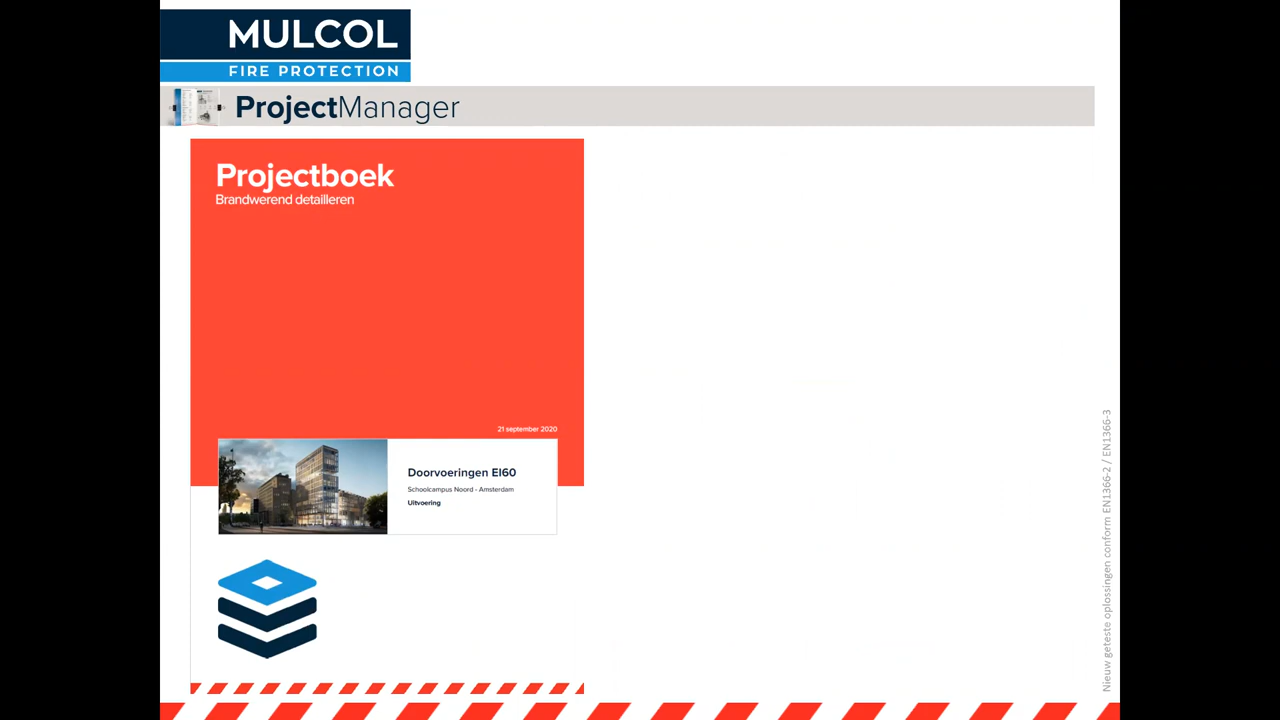 MULCOL
FIRE PROTECTION
ProjectManager
Projectboek
Brandwerend detailleren
21 september 2020
Doorvoeringen EI60
Schoolcampus Noord - Amsterdam
Uitvoering
Nieuw geteste oplossingen conform EN1366-2 / EN1366-3